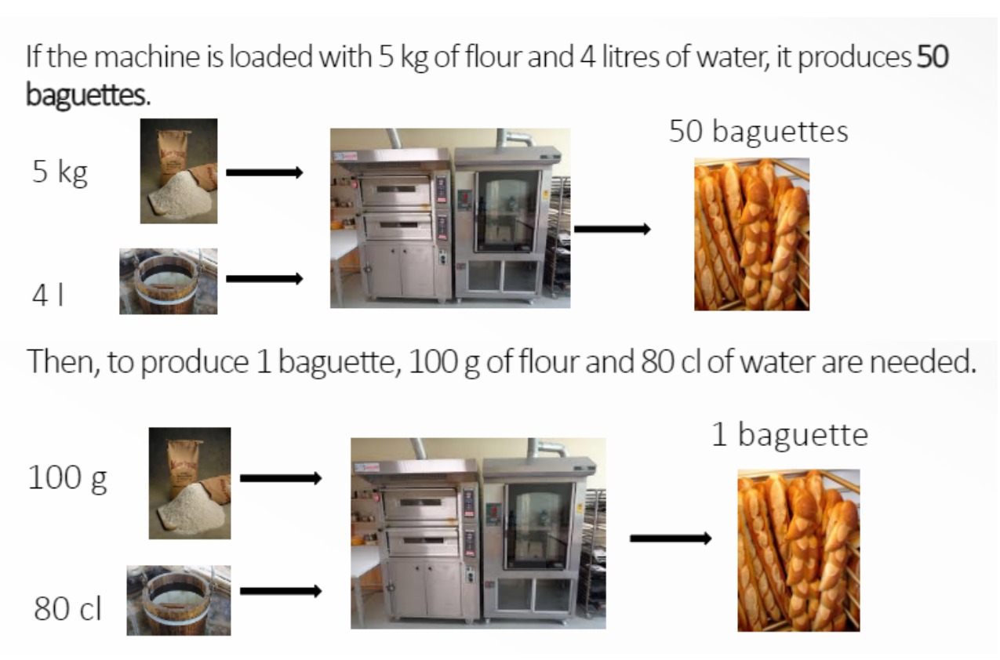 If the machine is loaded with 5 kg of flour and 4 litres of water, it produces 50
baguettes.
50 baguettes
5 kg
4 l
Then, to produce 1 baguette, 100 g of flour and 80 cl of water are needed.
1 baguette
100 g
80 cl